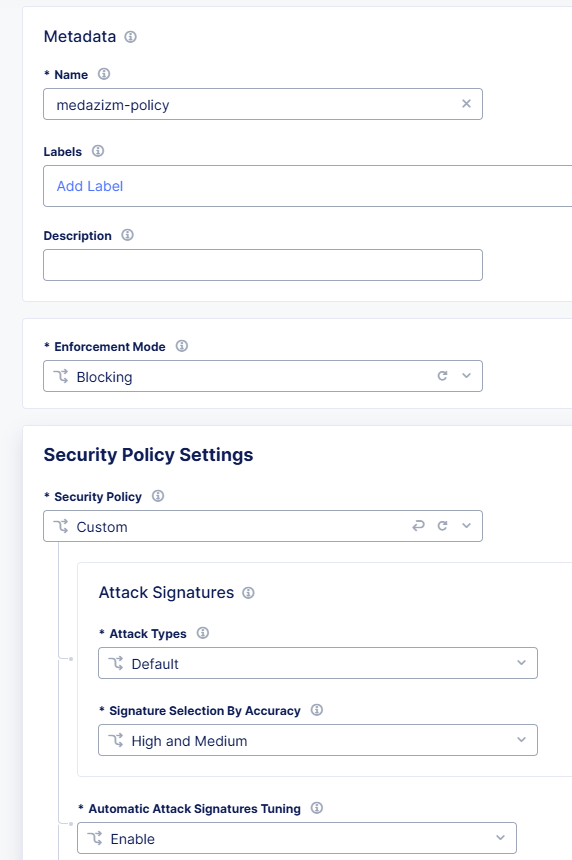 Metadata
* Name
medazizm-policy
Labels
Add Label
Description
* Enforcement Mode
Blocking
Security Policy Settings
* Security Policy
Custom
Attack Signatures
* Attack Types
Default
* Signature Selection By Accuracy
High and Medium
* Automatic Attack Signatures Tuning
Enable